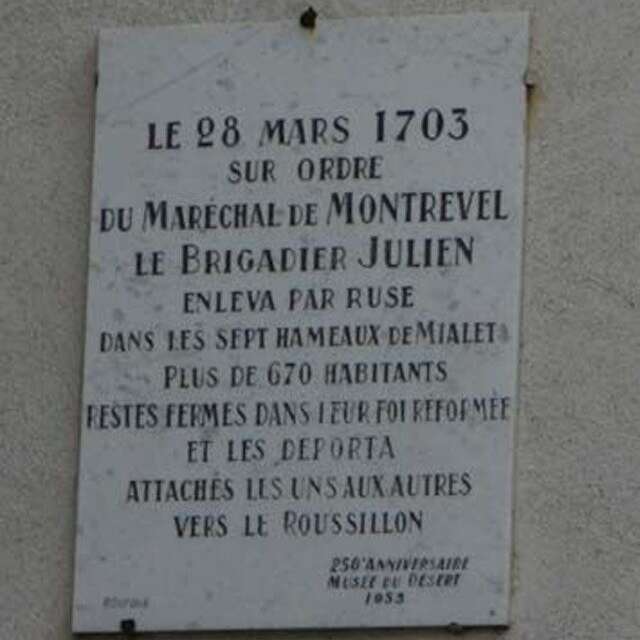 LE 28 MARS 1703
SUR ORDRE
DU MARÉCHAL DE MONTREVEL
LE BRIGADIER JULIEN
ENLEVA PAR RUSE
DANS LES SEPT HAMEAUX DE MIALET
PLUS DE 670 HABITANTS
RESTES FERMES DANS LEUR FOI REFORMÉE
ET LES DEPORTA
ATTACHÉS LES UNS AUX AUTRES
VERS LE ROUSSILLON
250e ANNIVERSAIRE
MUSÉE DU DÉSERT
1953